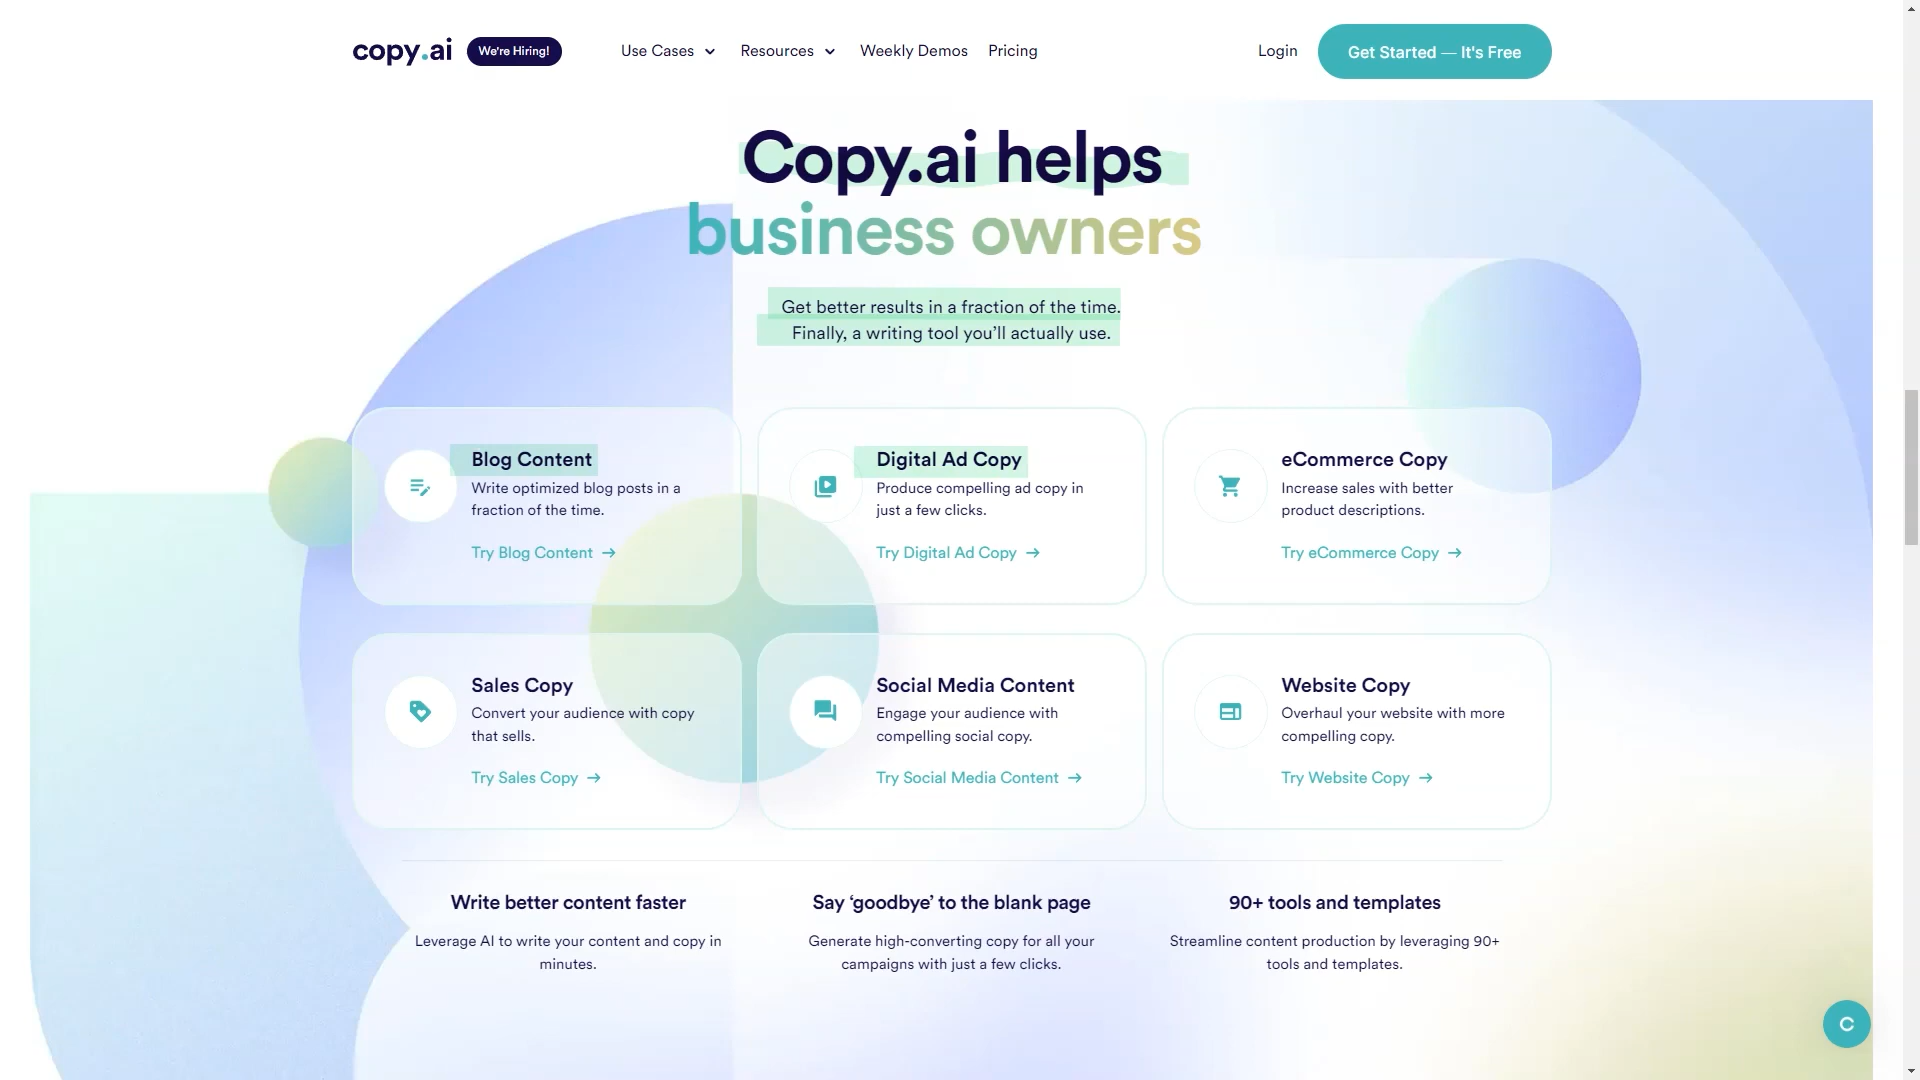 copy.ai We're Hiring! Use Cases Resources Weekly Demos Pricing Login Get Started — It's Free
Copy.ai helps
business owners
Get better results in a fraction of the time.
Finally, a writing tool you’ll actually use.
Blog Content
Write optimized blog posts in a
fraction of the time.
Try Blog Content →
Digital Ad Copy
Produce compelling ad copy in
just a few clicks.
Try Digital Ad Copy →
eCommerce Copy
Increase sales with better
product descriptions.
Try eCommerce Copy →
Sales Copy
Convert your audience with copy
that sells.
Try Sales Copy →
Social Media Content
Engage your audience with
compelling social copy.
Try Social Media Content →
Website Copy
Overhaul your website with more
compelling copy.
Try Website Copy →
Write better content faster
Leverage AI to write your content and copy in
minutes.
Say ‘goodbye’ to the blank page
Generate high-converting copy for all your
campaigns with just a few clicks.
90+ tools and templates
Streamline content production by leveraging 90+
tools and templates.
C